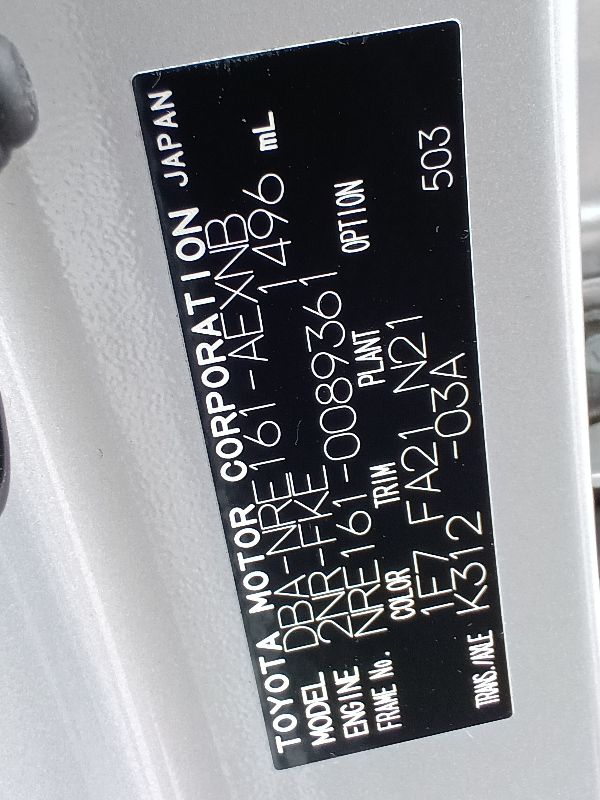 TOYOTA MOTOR CORPORATION JAPAN
MODEL DBA-NRE161-AEXNB
ENGINE 2NR-FKE 1496 mL
FRAME No. NRE161-0089361
COLOR TRIM PLANT OPTION
1F7 FA21 N21
TRANS./AXLE K312 -03A 503